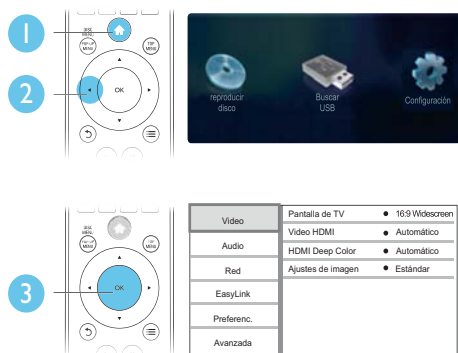 1
DISC
MENU/
POP-UP
MENU
TOP
MENU
2
OK
reproducir
disco
Buscar
USB
Configuración
DISC
MENU/
POP-UP
MENU
TOP
MENU
3
OK
Video
Audio
Red
EasyLink
Preferenc.
Avanzada
Pantalla de TV • 16:9 Widescreen
Video HDMI • Automático
HDMI Deep Color • Automático
Ajustes de imagen • Estándar